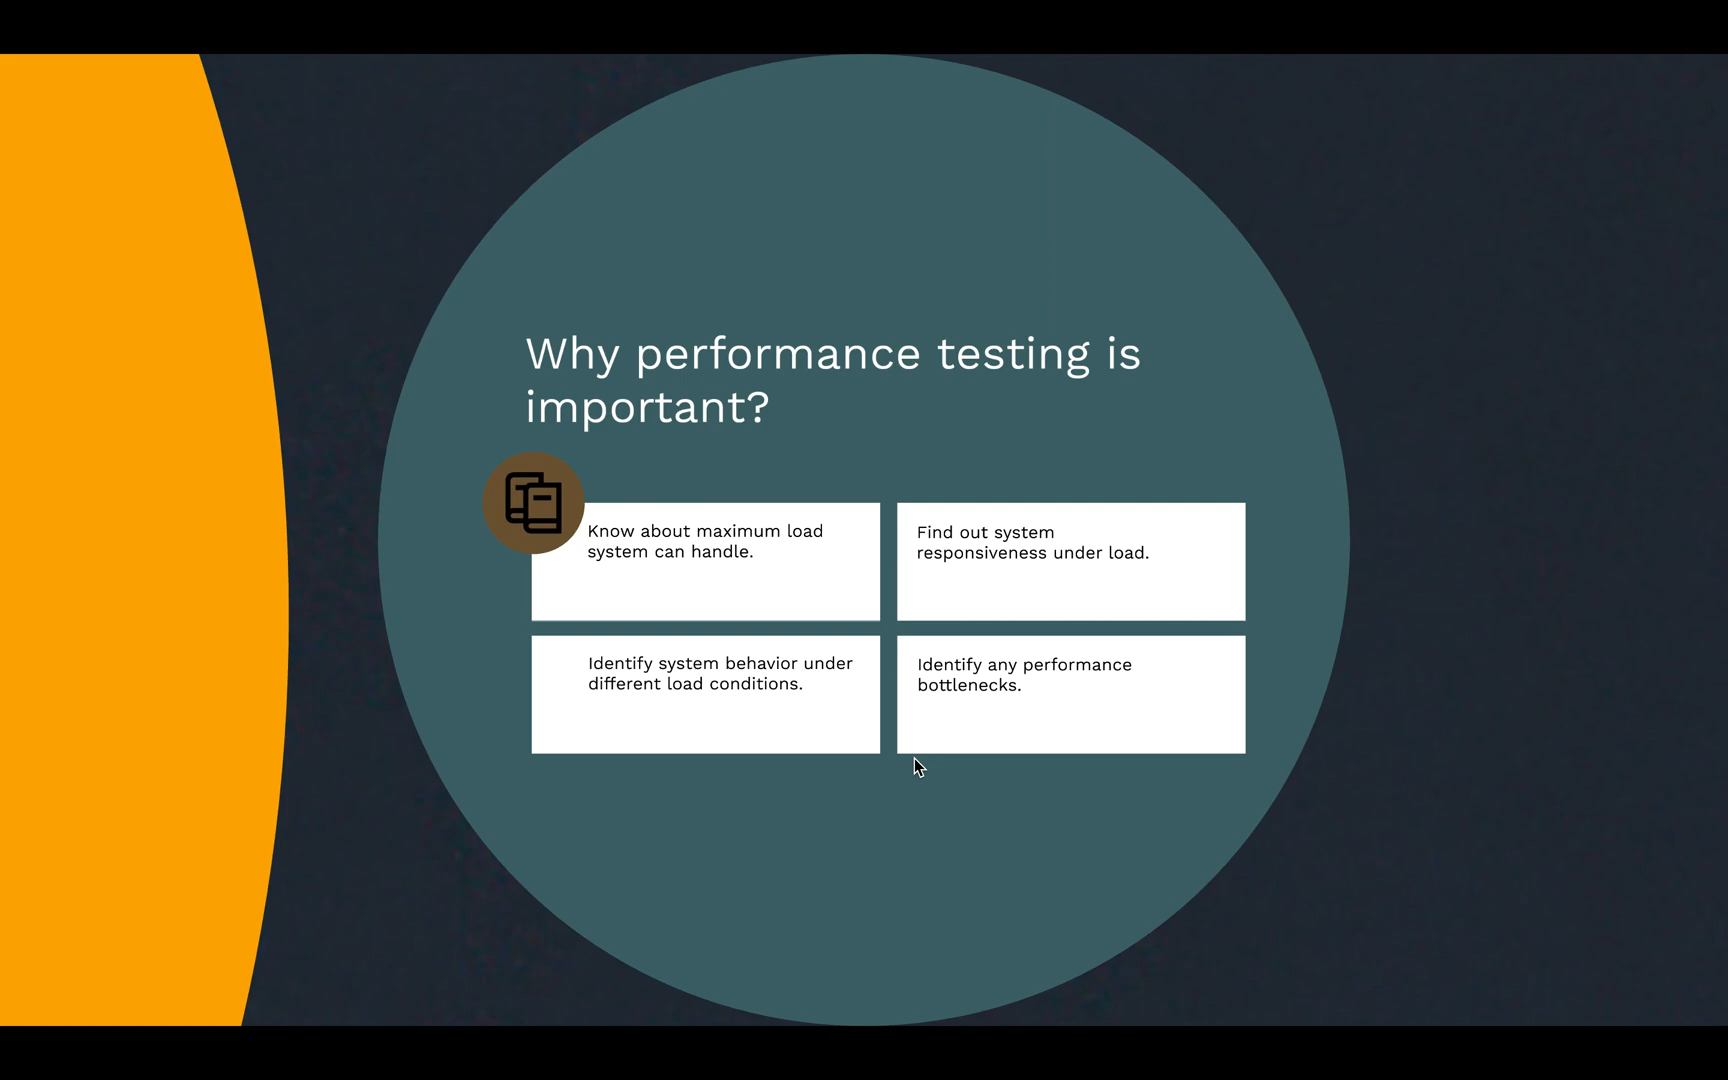 Why performance testing is
important?
Know about maximum load
system can handle.
Find out system
responsiveness under load.
Identify system behavior under
different load conditions.
Identify any performance
bottlenecks.